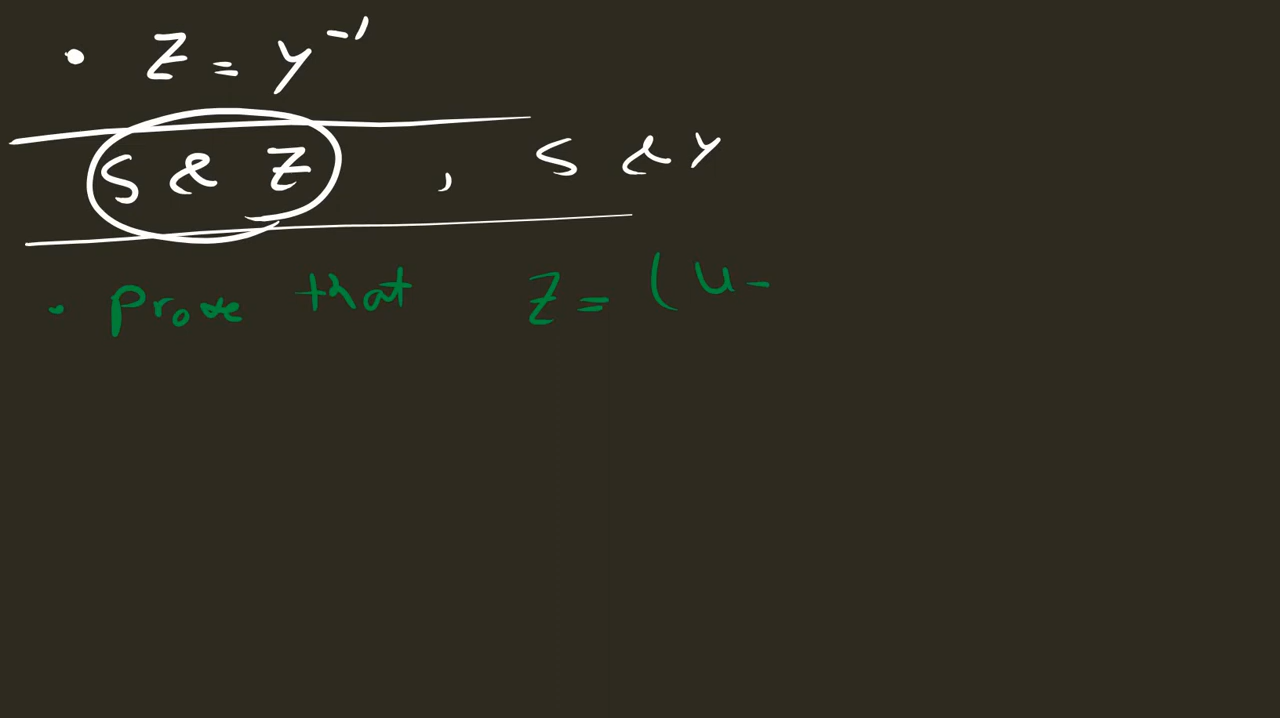 • Z = y⁻¹
S & Z , S & Y
• Prove that Z = ( U -